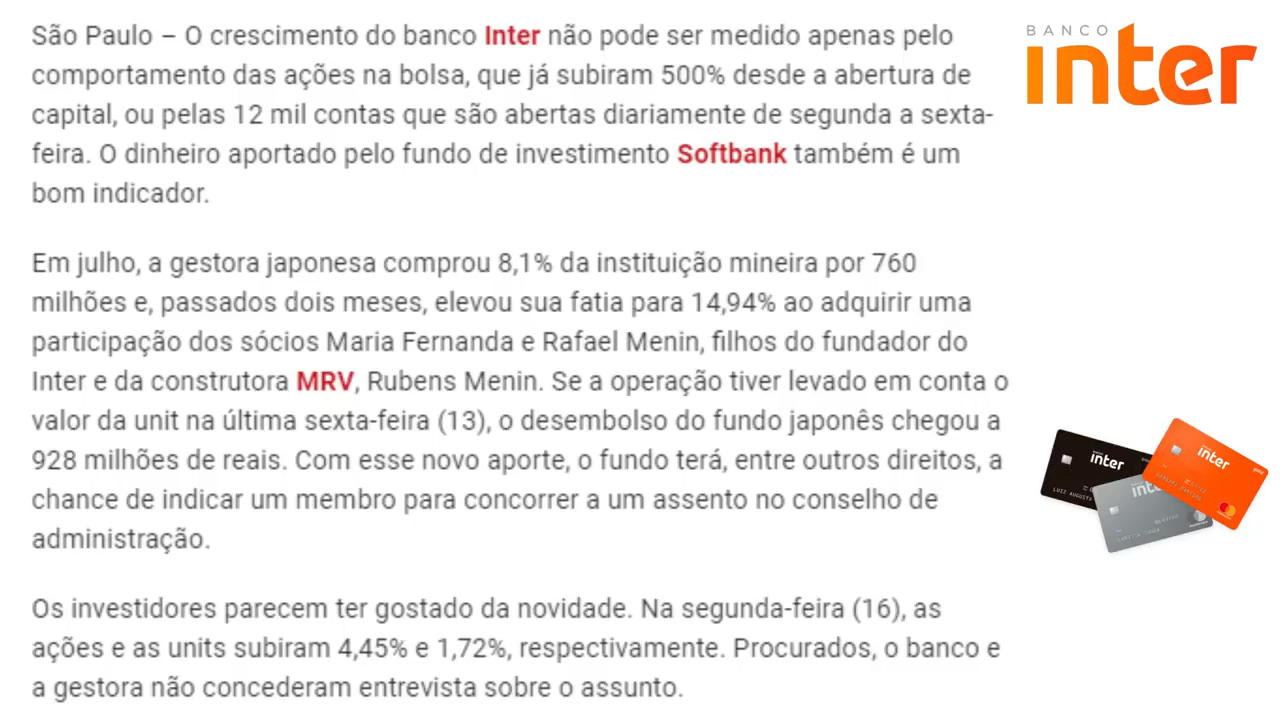 São Paulo – O crescimento do banco Inter não pode ser medido apenas pelo
comportamento das ações na bolsa, que já subiram 500% desde a abertura de
capital, ou pelas 12 mil contas que são abertas diariamente de segunda a sexta-
feira. O dinheiro aportado pelo fundo de investimento Softbank também é um
bom indicador.
Em julho, a gestora japonesa comprou 8,1% da instituição mineira por 760
milhões e, passados dois meses, elevou sua fatia para 14,94% ao adquirir uma
participação dos sócios Maria Fernanda e Rafael Menin, filhos do fundador do
Inter e da construtora MRV, Rubens Menin. Se a operação tiver levado em conta o
valor da unit na última sexta-feira (13), o desembolso do fundo japonês chegou a
928 milhões de reais. Com esse novo aporte, o fundo terá, entre outros direitos, a
chance de indicar um membro para concorrer a um assento no conselho de
administração.
Os investidores parecem ter gostado da novidade. Na segunda-feira (16), as
ações e as units subiram 4,45% e 1,72%, respectivamente. Procurados, o banco e
a gestora não concederam entrevista sobre o assunto.
BANCO
inter
inter
inter